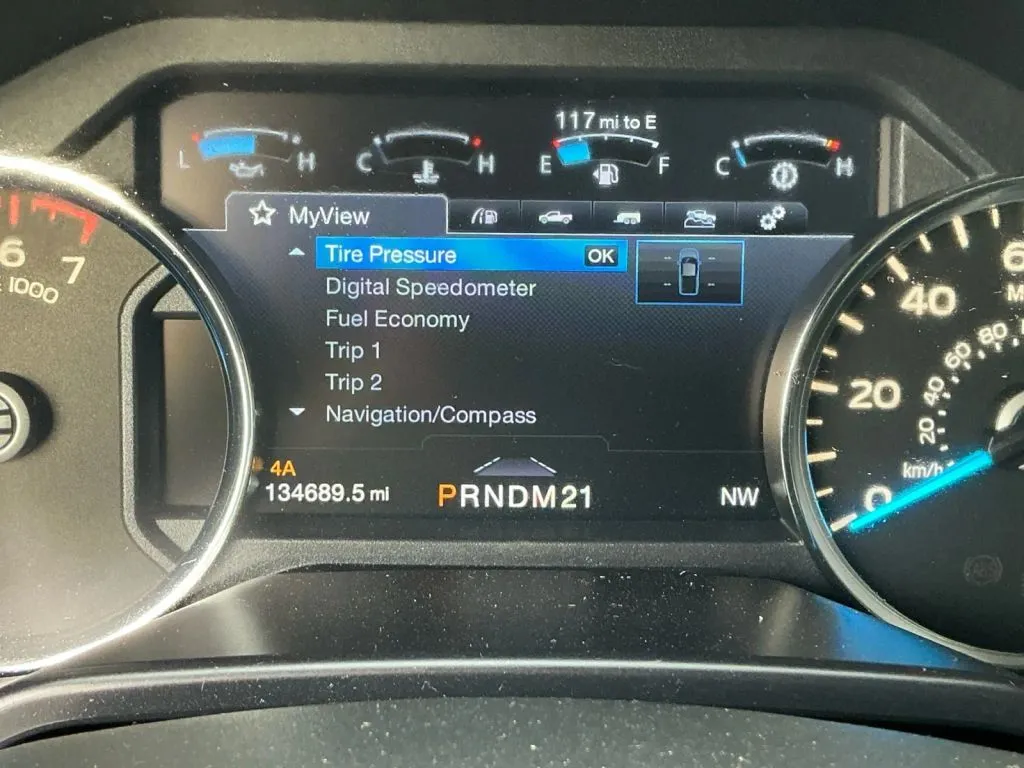 117 mi to E
L H
C H
E F
C H
MyView
Tire Pressure OK
Digital Speedometer
Fuel Economy
Trip 1
Trip 2
Navigation/Compass
4A
134689.5 mi
PRNDM21
NW
6
7
1000
0
20
40
km/h
20
40
60
80